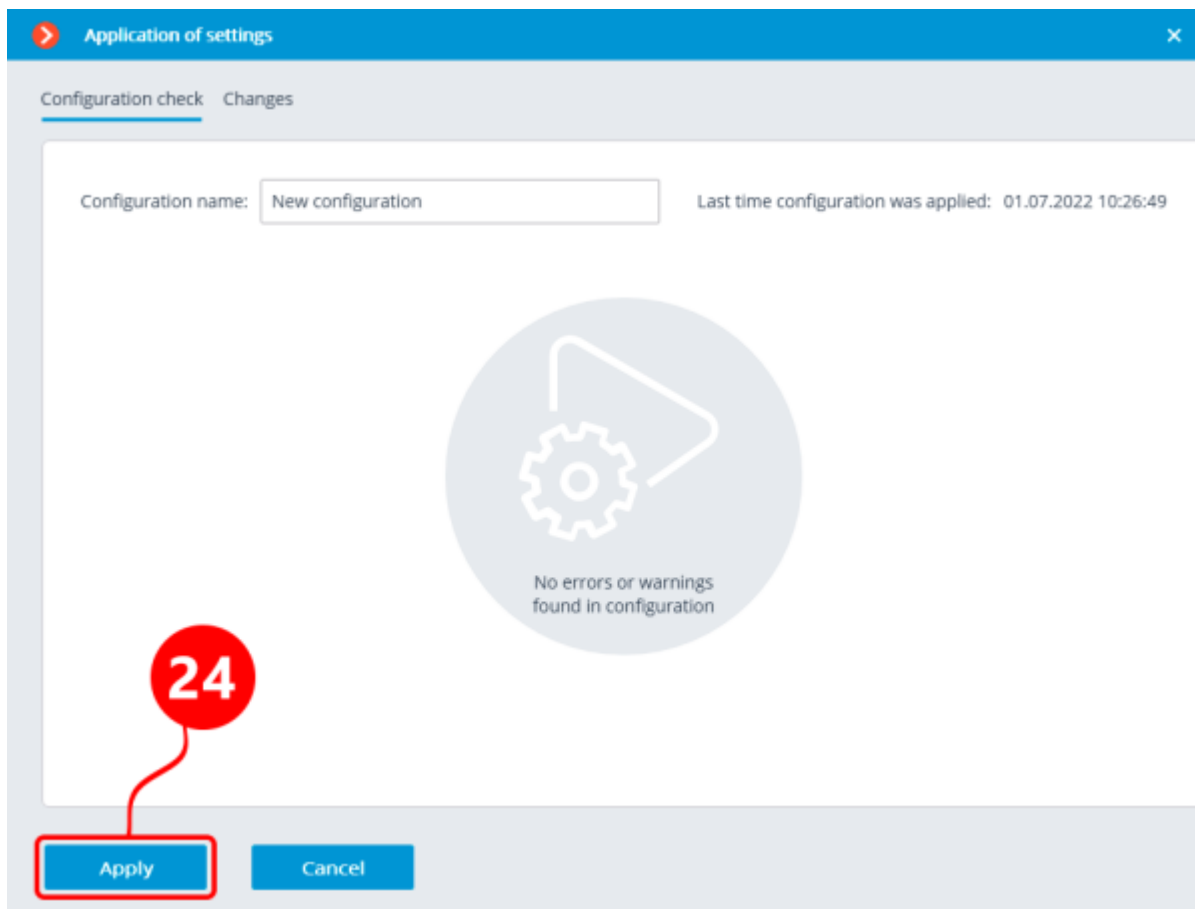 Application of settings
Configuration check Changes
Configuration name: New configuration Last time configuration was applied: 01.07.2022 10:26:49
No errors or warnings
found in configuration
24
Apply Cancel